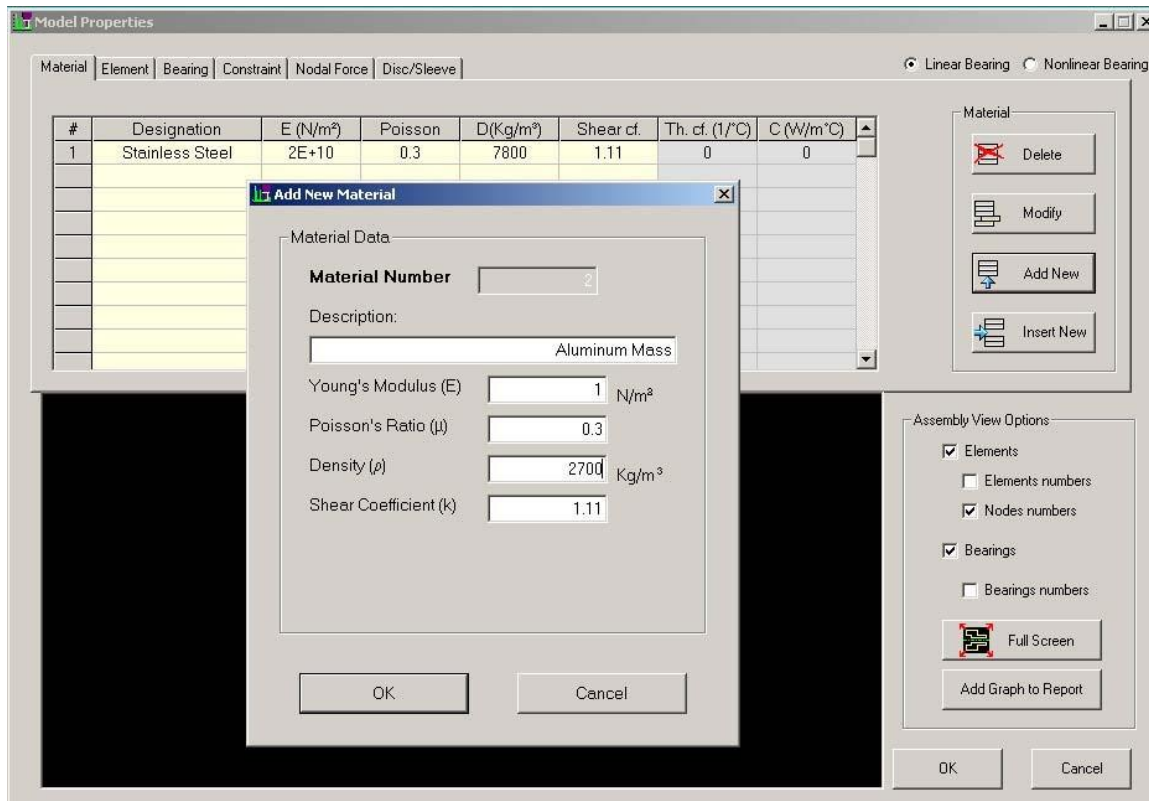 Model Properties
Material Element Bearing Constraint Nodal Force Disc/Sleeve
Linear Bearing Nonlinear Bearing
# Designation E (N/m²) Poisson D(Kg/m³) Shear cf. Th. cf. (1/°C) C (W/m°C)
1 Stainless Steel 2E+10 0.3 7800 1.11 0 0
Material
Delete
Modify
Add New
Insert New
Add New Material
Material Data
Material Number 2
Description:
Aluminum Mass
Young's Modulus (E) 1 N/m²
Poisson's Ratio (µ) 0.3
Density (ρ) 2700 Kg/m³
Shear Coefficient (k) 1.11
OK Cancel
Assembly View Options
Elements
Elements numbers
Nodes numbers
Bearings
Bearings numbers
Full Screen
Add Graph to Report
OK Cancel